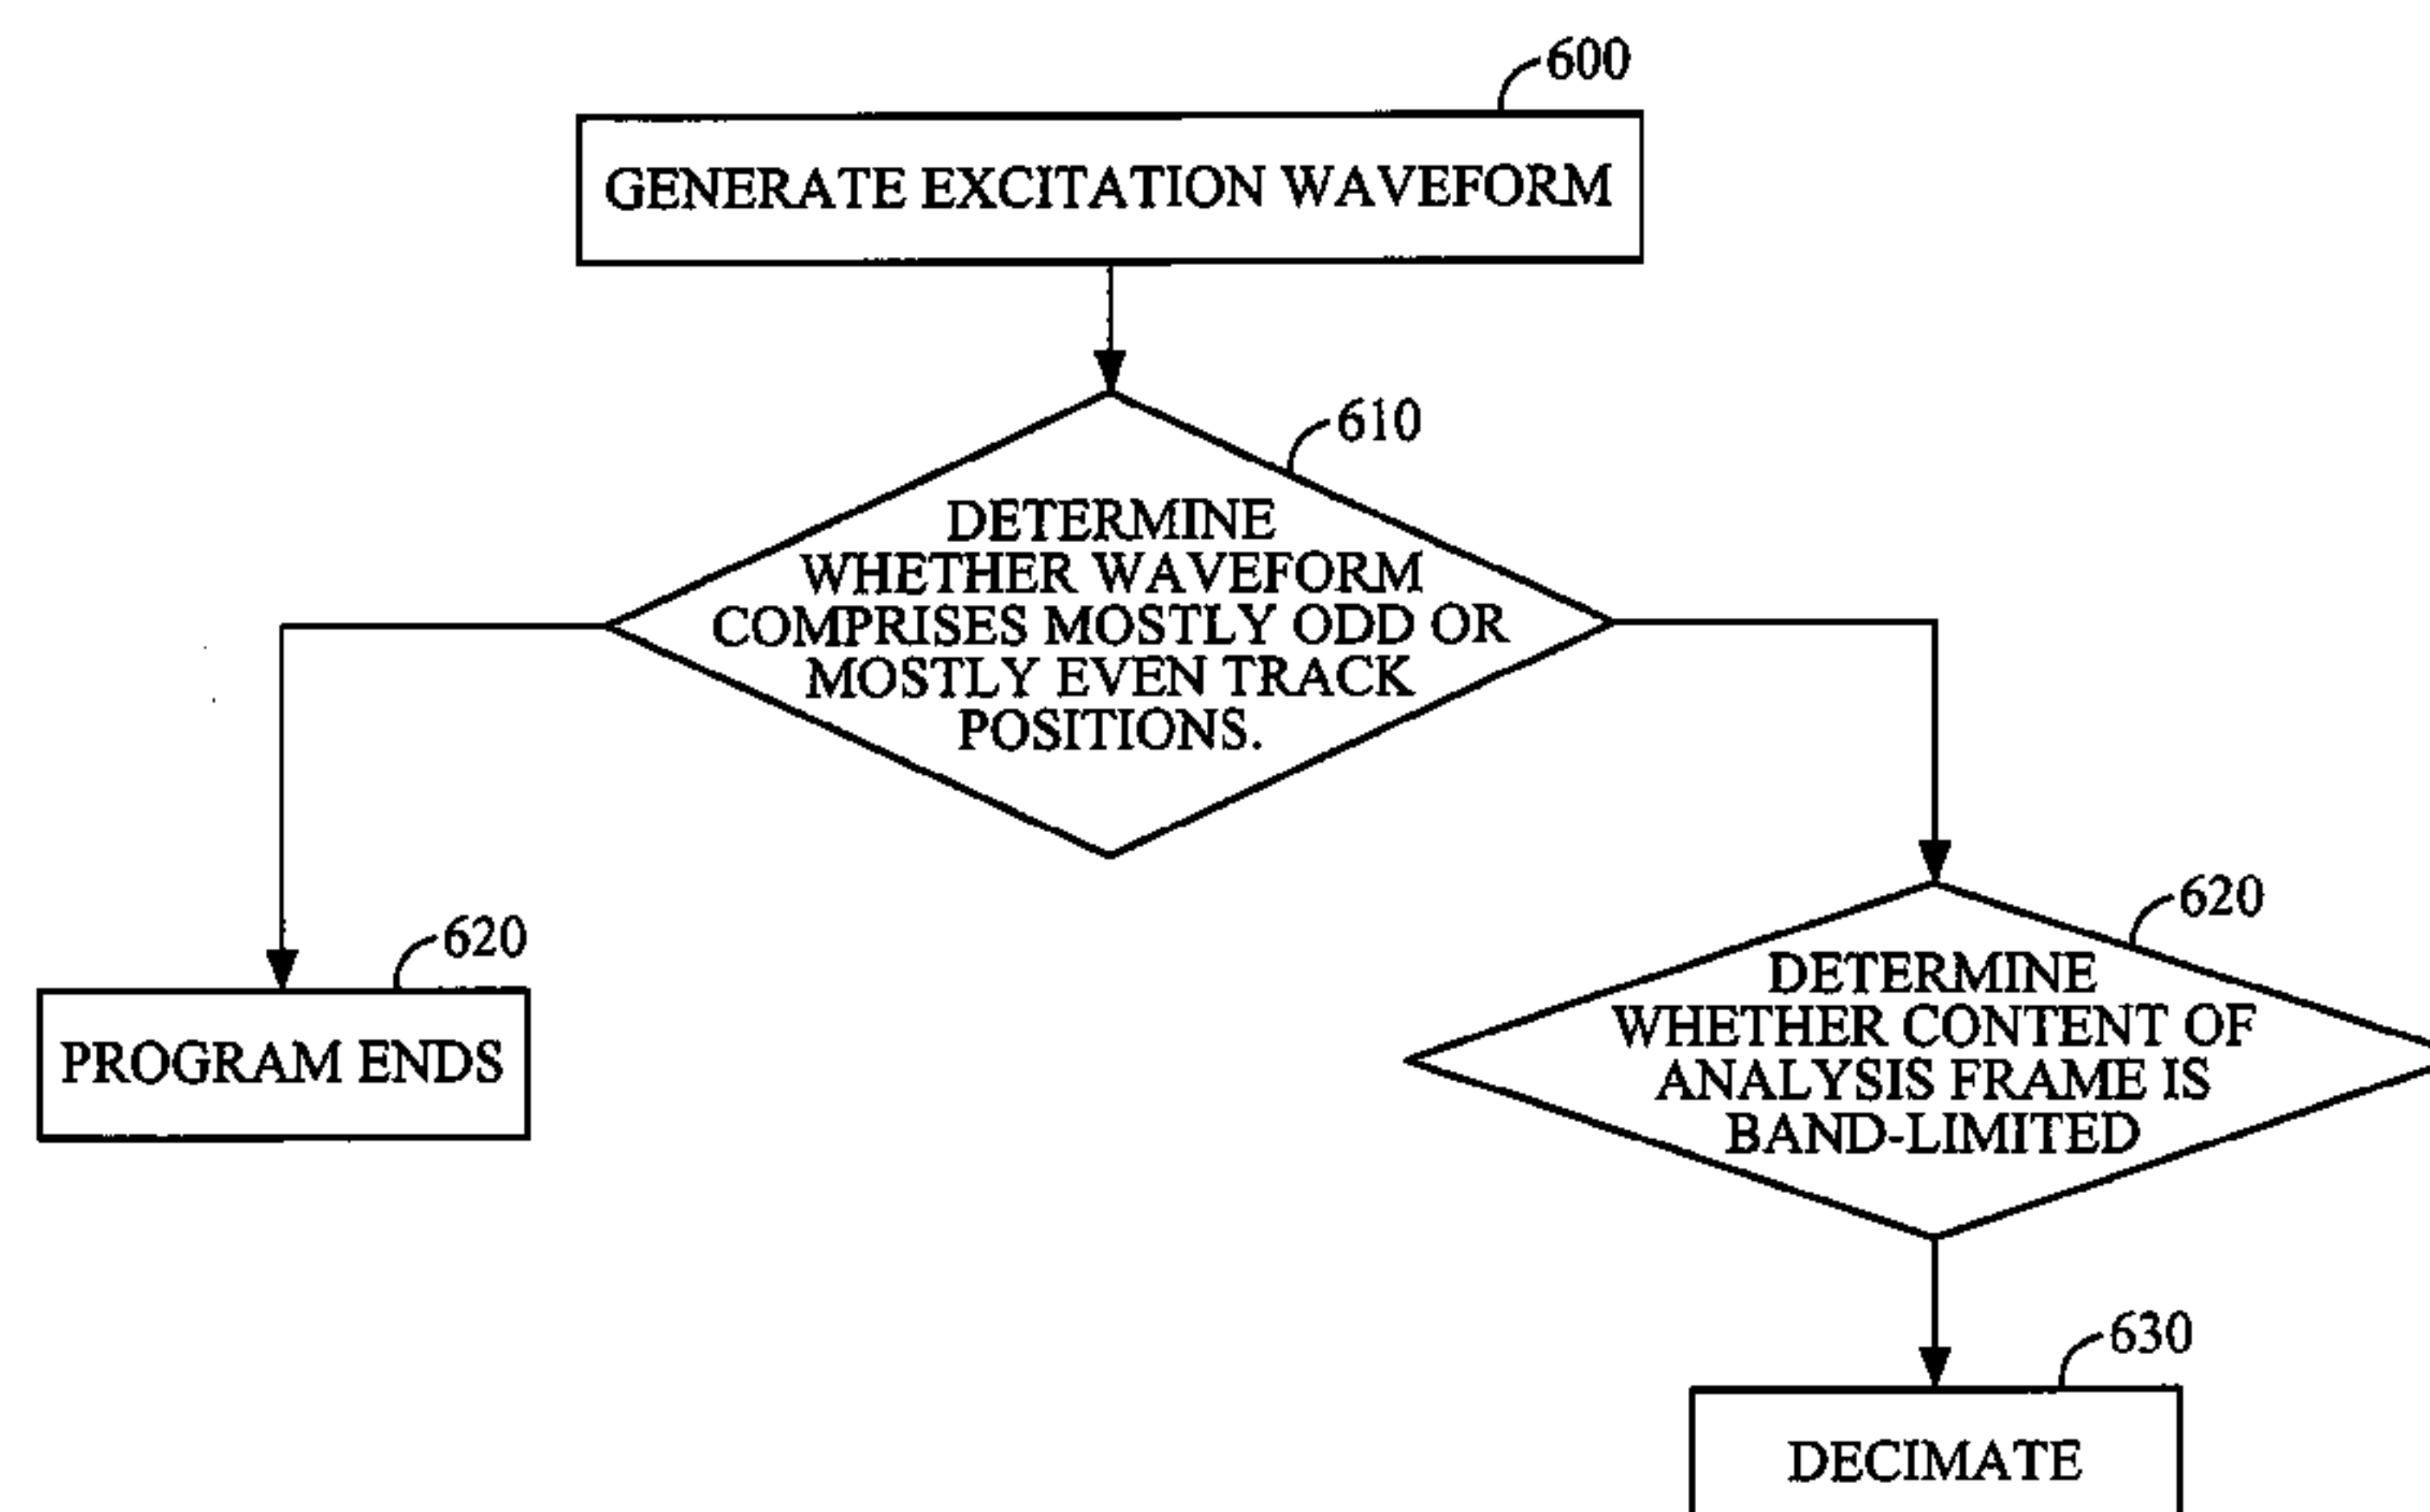 600
GENERATE EXCITATION WAVEFORM
610
DETERMINE
WHETHER WAVEFORM
COMPRISES MOSTLY ODD OR
MOSTLY EVEN TRACK
POSITIONS.
620
PROGRAM ENDS
620
DETERMINE
WHETHER CONTENT OF
ANALYSIS FRAME IS
BAND-LIMITED
630
DECIMATE